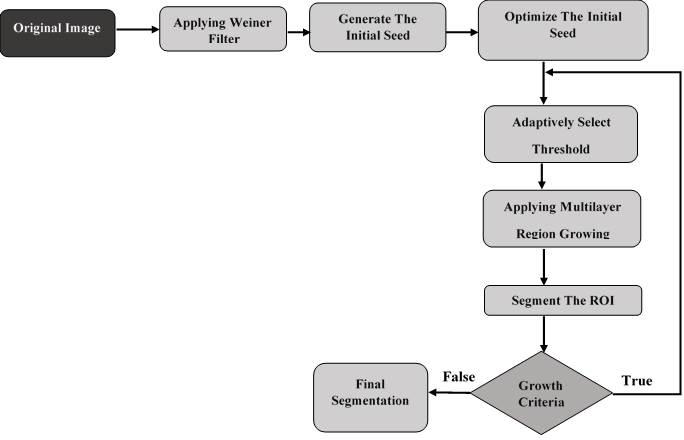 Original Image
Applying Weiner
Filter
Generate The
Initial Seed
Optimize The Initial
Seed
Adaptively Select
Threshold
Applying Multilayer
Region Growing
Segment The ROI
Growth
Criteria
False
True
Final
Segmentation